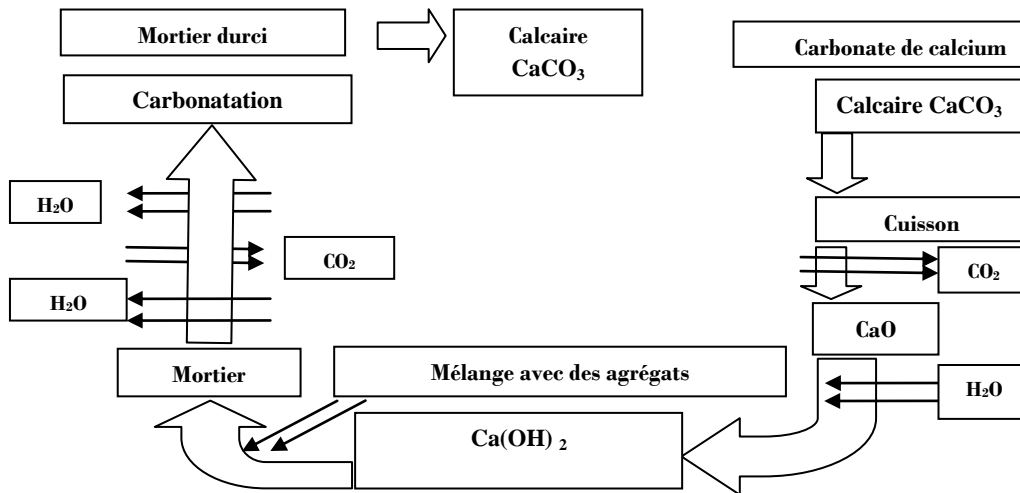 Mortier durci
Calcaire
CaCO₃
Carbonate de calcium
Carbonatation
Calcaire CaCO₃
H₂O
Cuisson
CO₂
CO₂
H₂O
CaO
Mortier
Mélange avec des agrégats
H₂O
Ca(OH) ₂